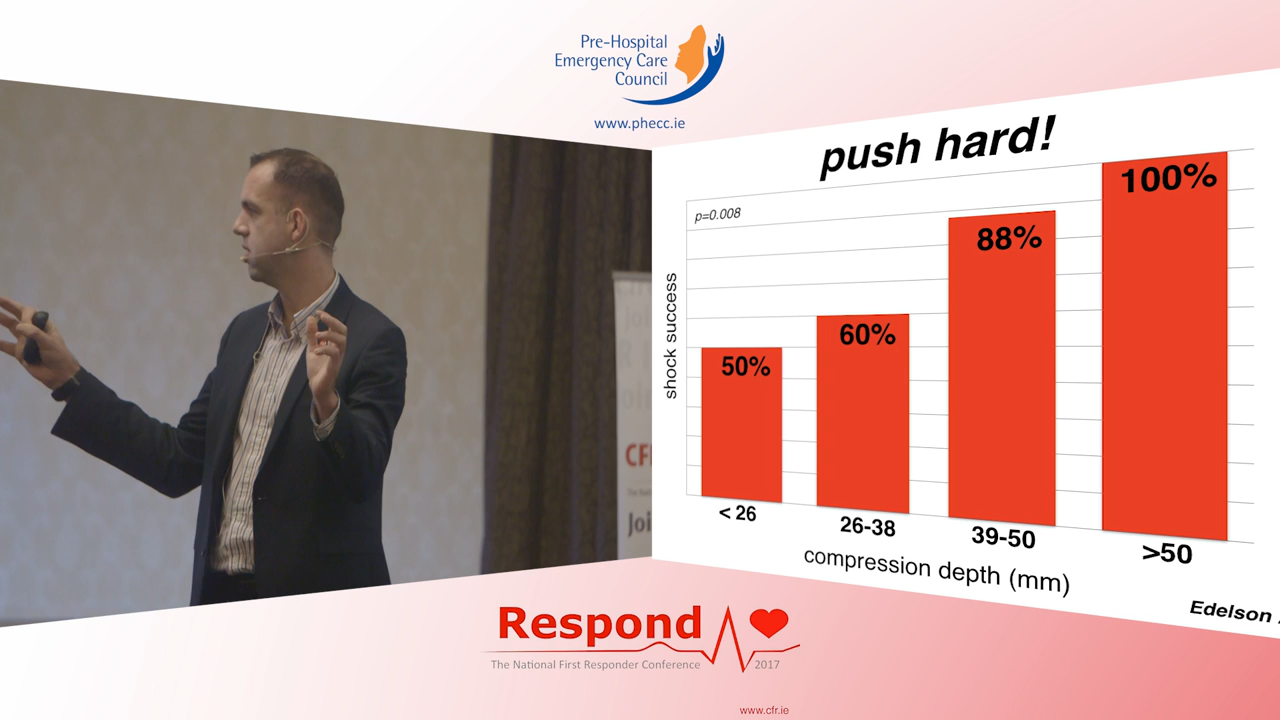 Pre-Hospital
Emergency Care
Council
www.phecc.ie
push hard!
p=0.008
shock success
50%
60%
88%
100%
< 26
26-38
39-50
>50
compression depth (mm)
Edelson
CF
Joi
Respond
The National First Responder Conference 2017
www.cfr.ie